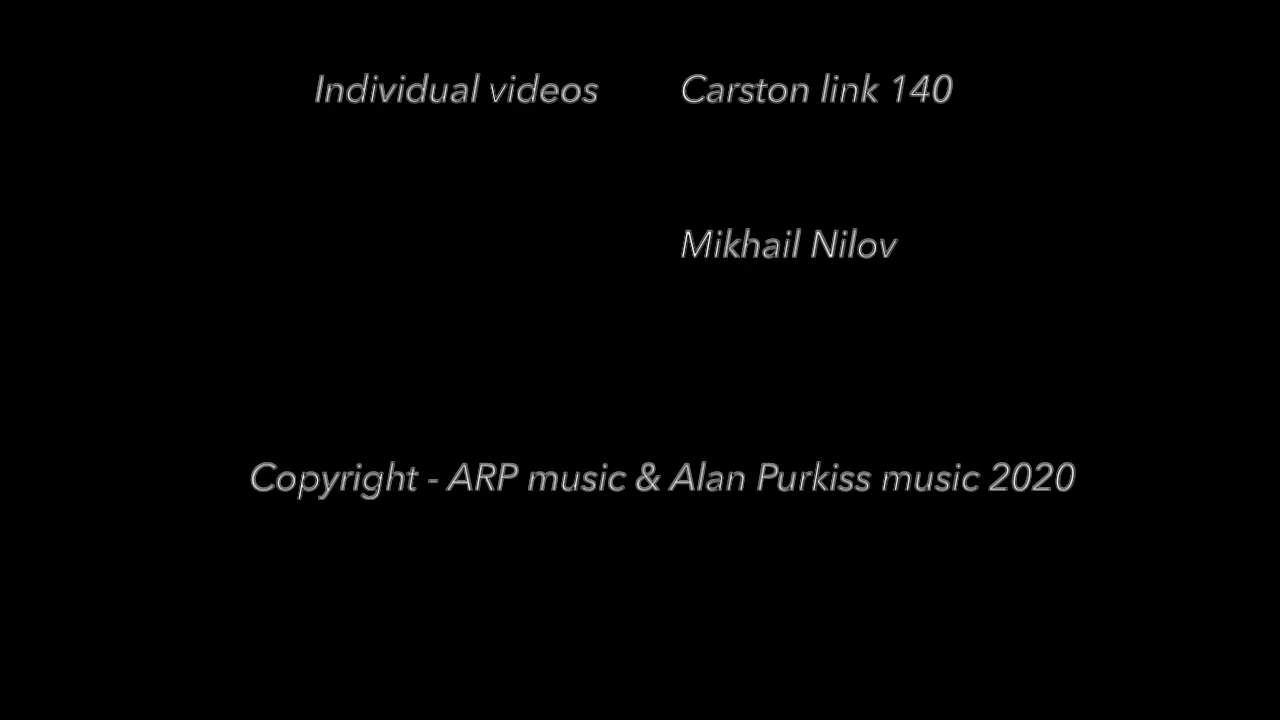 Individual videos Carston link 140
Mikhail Nilov
Copyright - ARP music & Alan Purkiss music 2020